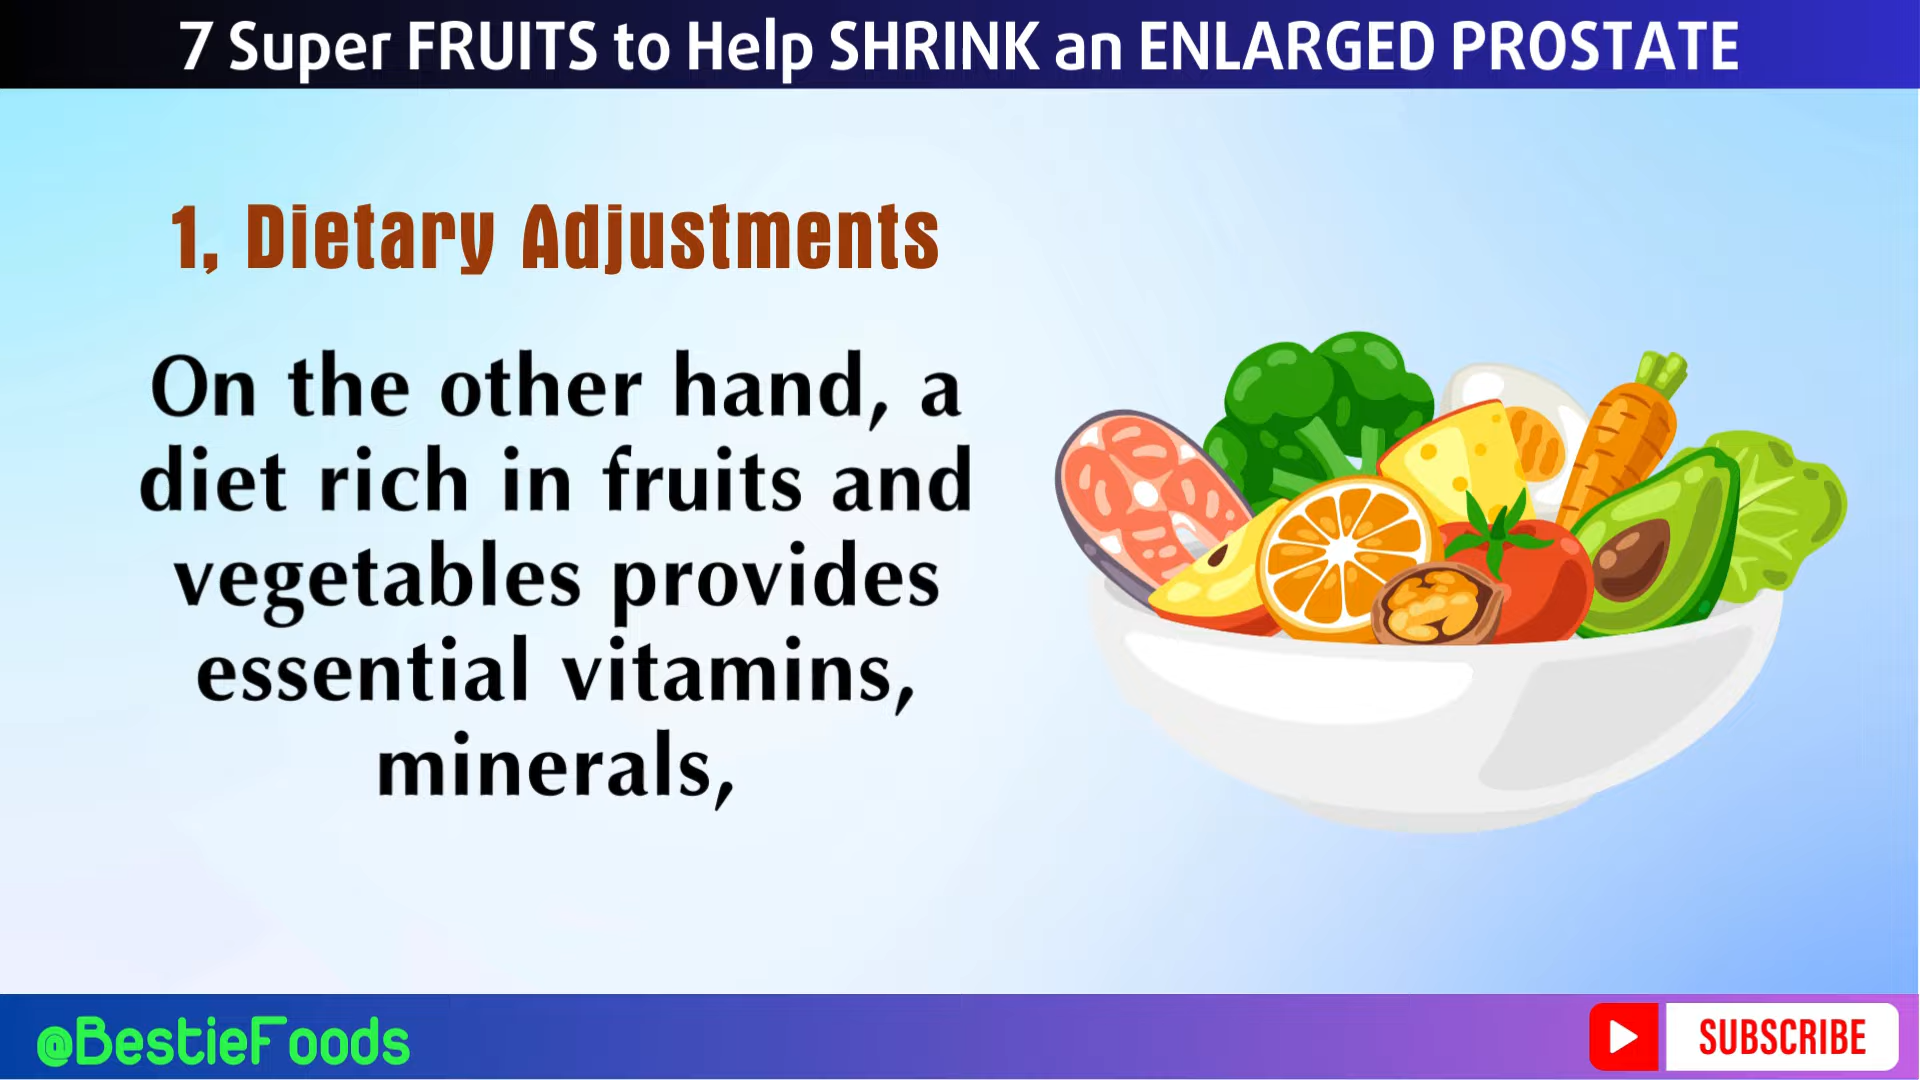 7 Super FRUITS to Help SHRINK an ENLARGED PROSTATE
1, Dietary Adjustments
On the other hand, a
diet rich in fruits and
vegetables provides
essential vitamins,
minerals,
@BestieFoods
SUBSCRIBE